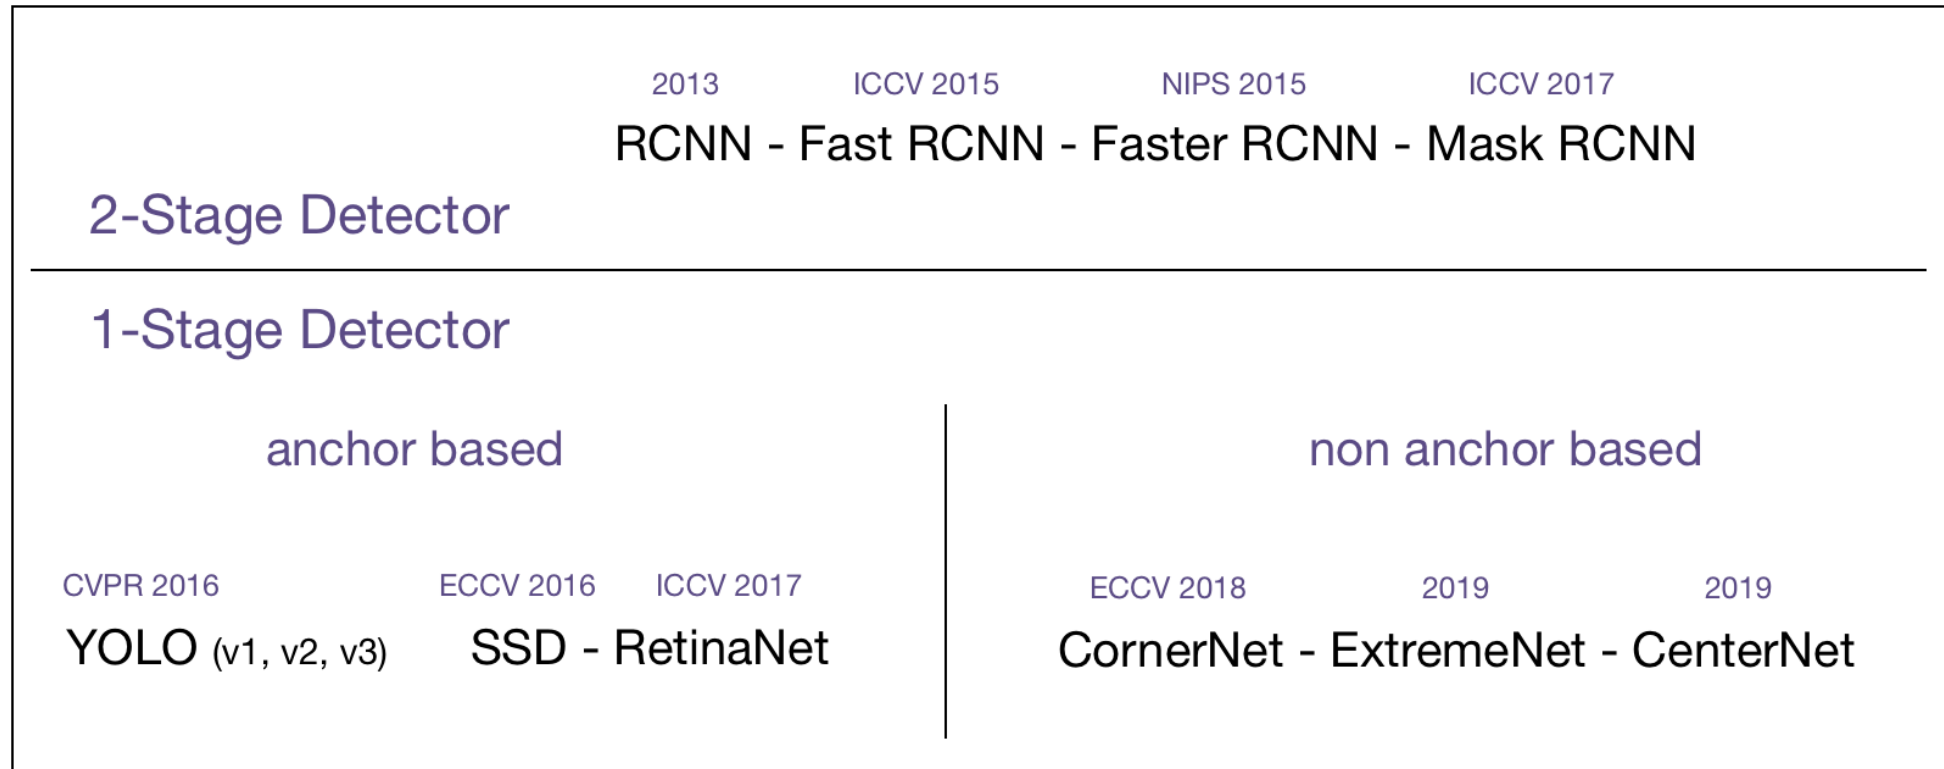 2013 ICCV 2015 NIPS 2015 ICCV 2017
RCNN - Fast RCNN - Faster RCNN - Mask RCNN
2-Stage Detector
1-Stage Detector
anchor based
non anchor based
CVPR 2016 ECCV 2016 ICCV 2017
YOLO (v1, v2, v3) SSD - RetinaNet
ECCV 2018 2019 2019
CornerNet - ExtremeNet - CenterNet